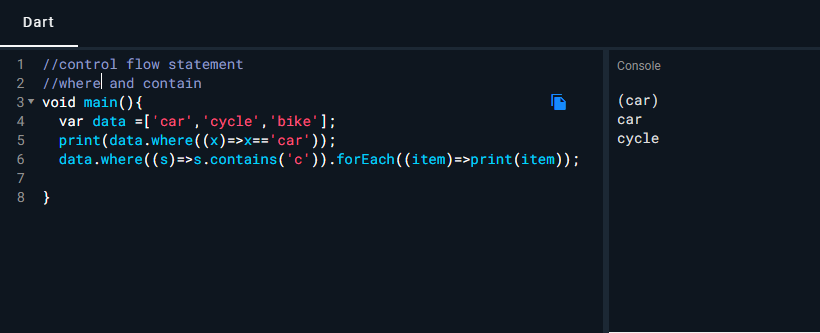 Dart
1 //control flow statement
2 //where and contain
3 void main(){
4 var data =['car','cycle','bike'];
5 print(data.where((x)=>x=='car'));
6 data.where((s)=>s.contains('c')).forEach((item)=>print(item));
7
8 }
Console
(car)
car
cycle